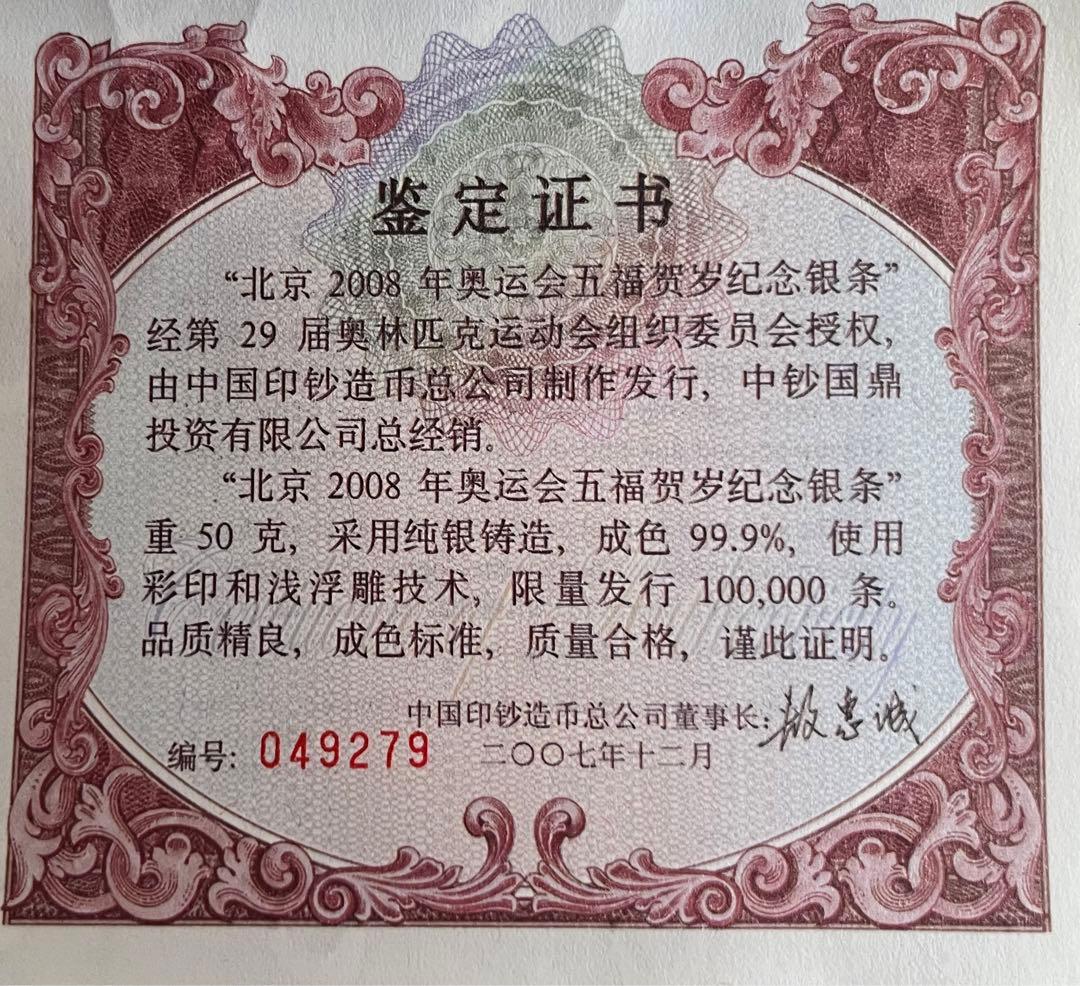 鉴定证书
“北京 2008 年奥运会五福贺岁纪念银条”
经第 29 届奥林匹克运动会组织委员会授权,
由中国印钞造币总公司制作发行, 中钞国鼎
投资有限公司总经销。
“北京 2008 年奥运会五福贺岁纪念银条”
重 50 克, 采用纯银铸造, 成色 99.9%, 使用
彩印和浅浮雕技术, 限量发行 100,000 条。
品质精良, 成色标准, 质量合格, 谨此证明。
中国印钞造币总公司董事长:
编号: 049279 二〇〇七年十二月